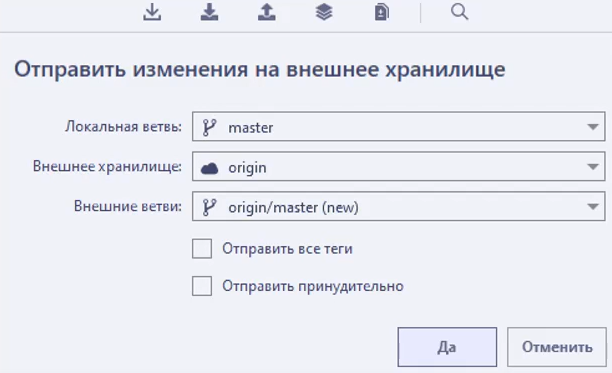 Отправить изменения на внешнее хранилище
Локальная ветвь: master
Внешнее хранилище: origin
Внешние ветви: origin/master (new)
Отправить все теги
Отправить принудительно
Да Отменить